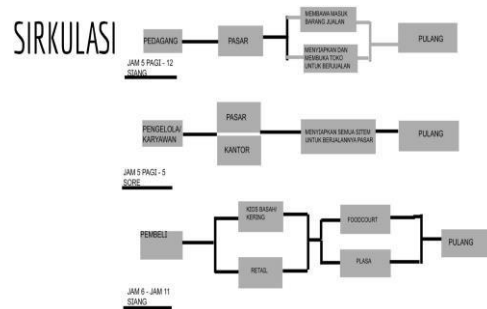 SIRKULASI
PEDAGANG
PASAR
MEMBAWA MASUK
BARANG JUALAN
MENYIAPKAN DAN
MEMBUKA TOKO
UNTUK BERJUALAN
PULANG
JAM 5 PAGI - 12
SIANG
PENGELOLA/
KARYAWAN
PASAR
KANTOR
MENYIAPKAN SEMUA SITEM
UNTUK BERJALANNYA PASAR
PULANG
JAM 5 PAGI - 5
SORE
PEMBELI
KIOS BASAH/
KERING
RETAIL
FOODCOURT
PLASA
PULANG
JAM 6 - JAM 11
SIANG